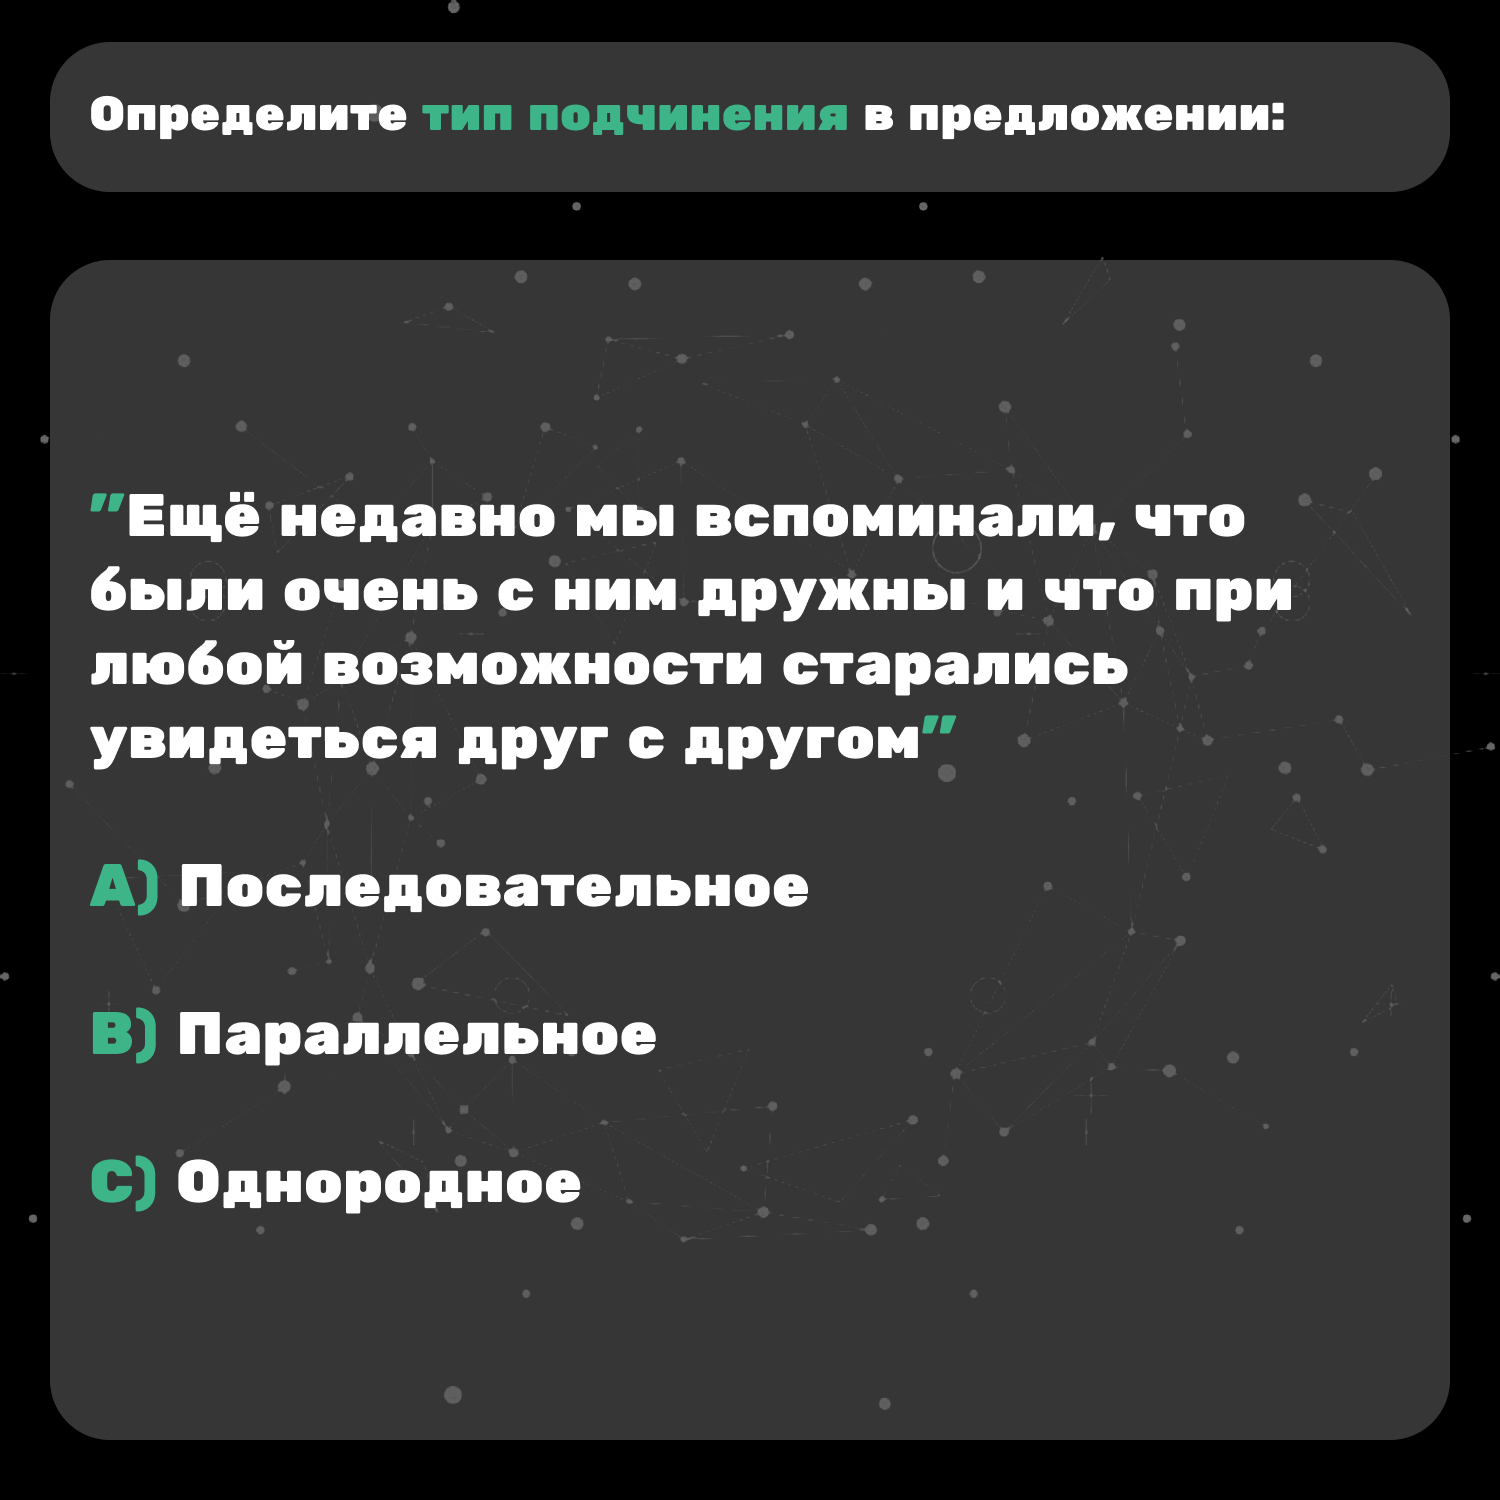 Определите тип подчинения в предложении:
"Ещё недавно мы вспоминали, что
были очень с ним дружны и что при
любой возможности старались
увидеться друг с другом"
A) Последовательное
B) Параллельное
C) Однородное